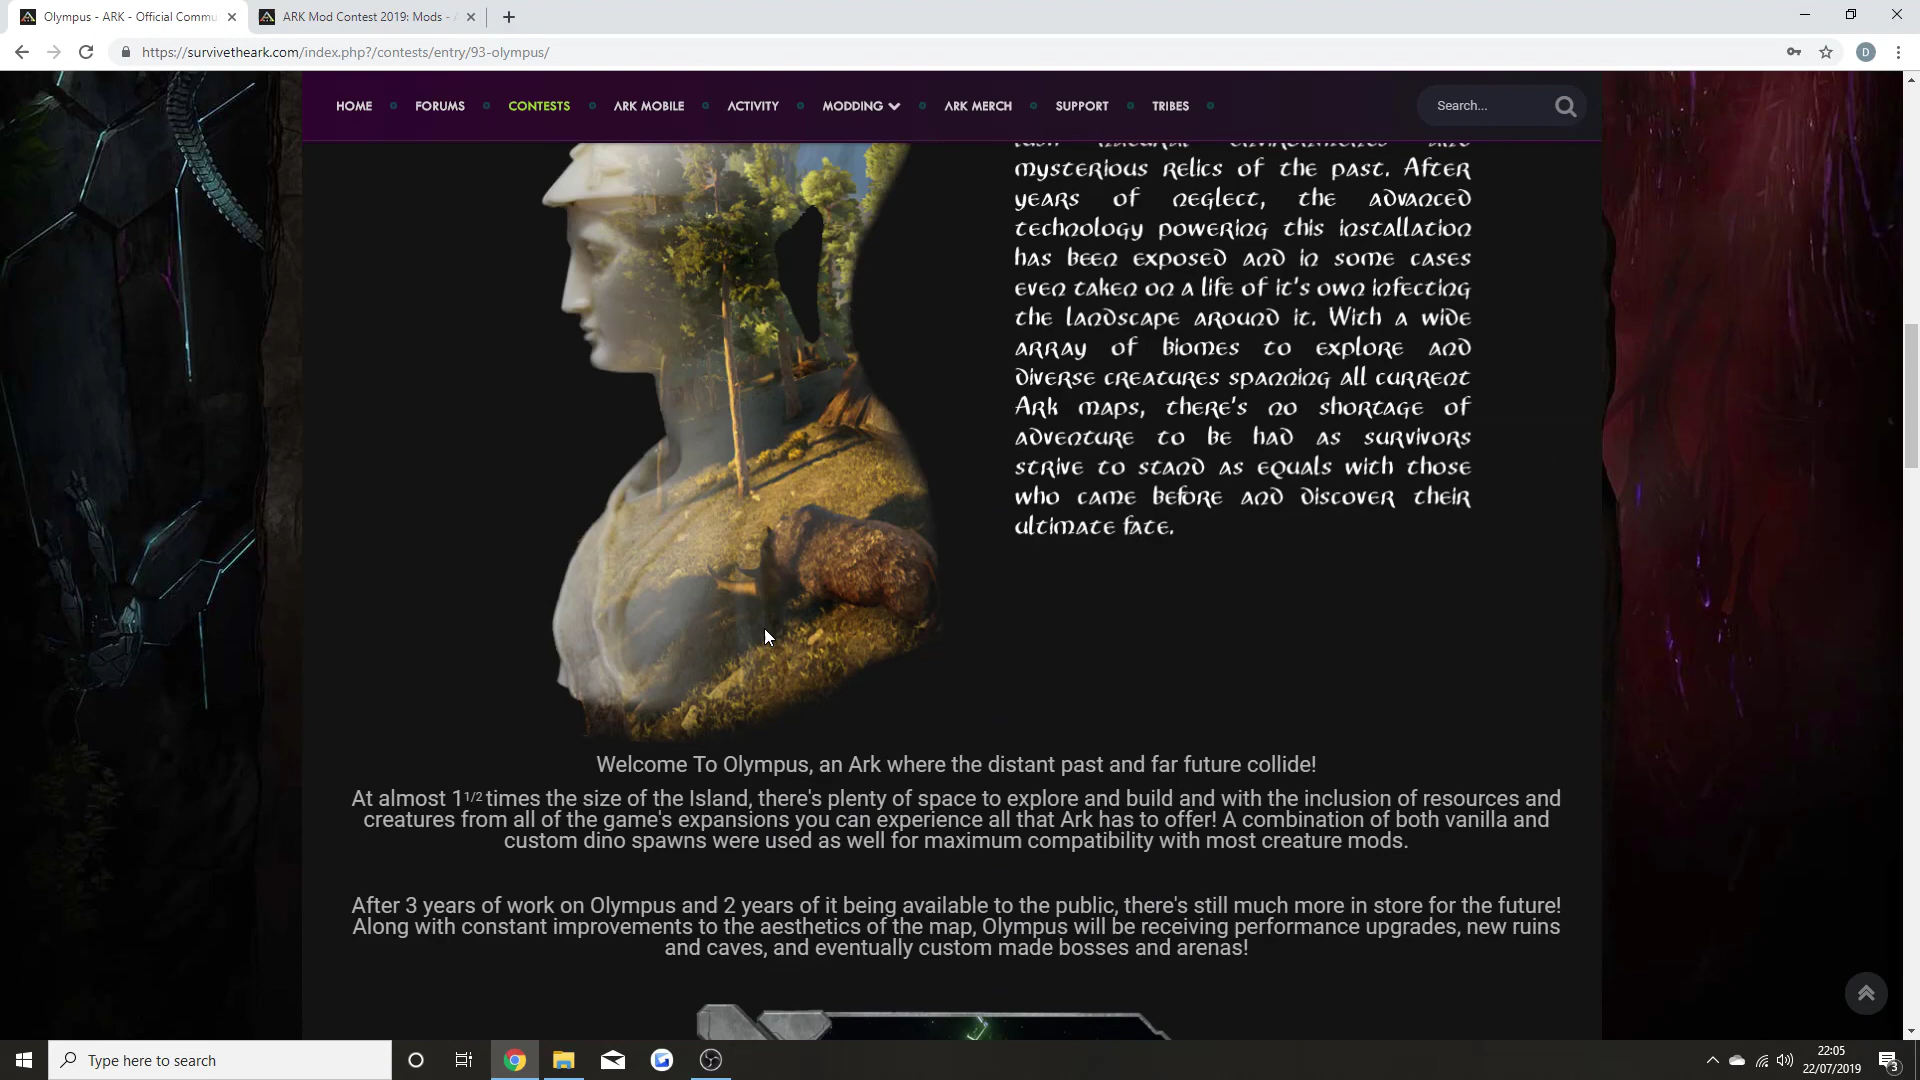 Olympus - ARK - Official Commu
ARK Mod Contest 2019: Mods -
https://survivetheark.com/index.php?/contests/entry/93-olympus/
D
HOME
FORUMS
CONTESTS
ARK MOBILE
ACTIVITY
MODDING
ARK MERCH
SUPPORT
TRIBES
Search...
mysterious relics of the past. After
years of neglect, the advanced
technology powering this installation
has been exposed and in some cases
even taken on a life of it's own infecting
the landscape around it. With a wide
array of biomes to explore and
diverse creatures spanning all current
Ark maps, there's no shortage of
adventure to be had as survivors
strive to stand as equals with those
who came before and discover their
ultimate fate.
Welcome To Olympus, an Ark where the distant past and far future collide!
At almost 1 1/2 times the size of the Island, there's plenty of space to explore and build and with the inclusion of resources and
creatures from all of the game's expansions you can experience all that Ark has to offer! A combination of both vanilla and
custom dino spawns were used as well for maximum compatibility with most creature mods.
After 3 years of work on Olympus and 2 years of it being available to the public, there's still much more in store for the future!
Along with constant improvements to the aesthetics of the map, Olympus will be receiving performance upgrades, new ruins
and caves, and eventually custom made bosses and arenas!
Type here to search
22:05
22/07/2019
3